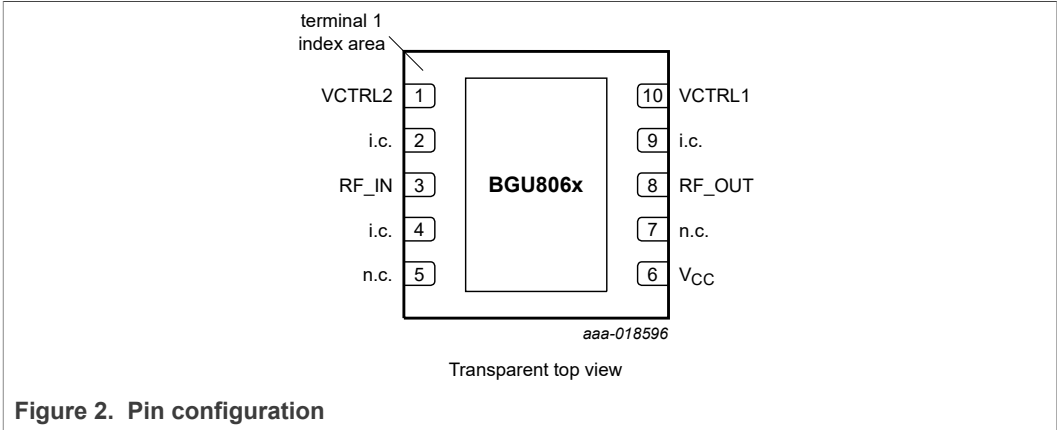 terminal 1
index area
VCTRL2 1
10 VCTRL1
i.c. 2
9 i.c.
RF_IN 3
BGU806x
8 RF_OUT
i.c. 4
7 n.c.
n.c. 5
6 VCC
aaa-018596
Transparent top view
Figure 2. Pin configuration